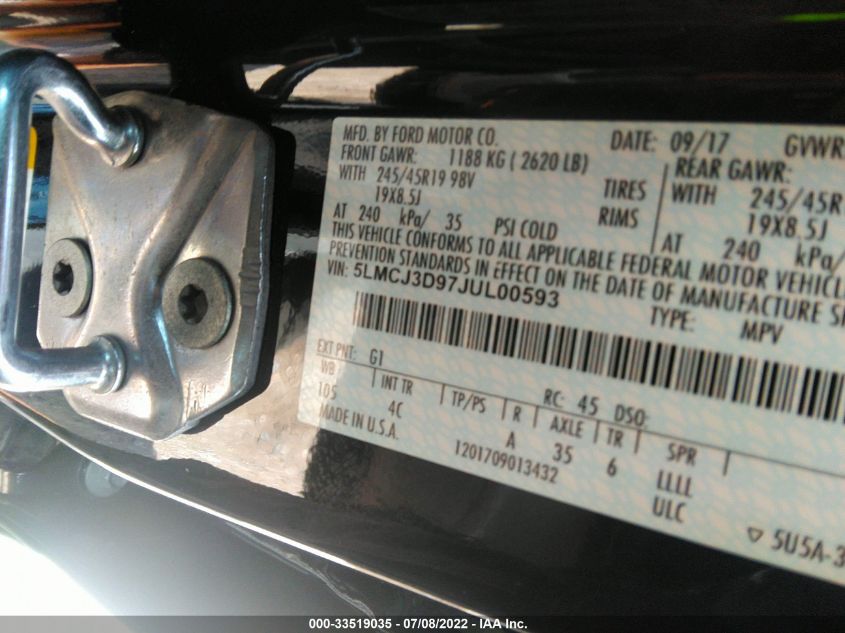 MFD. BY FORD MOTOR CO.
DATE: 09/17
GVWR
FRONT GAWR: 1188 KG ( 2620 LB)
REAR GAWR:
WITH 245/45R19 98V TIRES
WITH 245/45R
19X8.5J RIMS
19X8.5J
AT 240 kPa/ 35 PSI COLD
AT 240
THIS VEHICLE CONFORMS TO ALL APPLICABLE FEDERAL MOTOR VEHICL
PREVENTION STANDARDS IN EFFECT ON THE DATE OF MANUFACTURE S
VIN: 5LMCJ3D97JUL00593
TYPE: MPV
EXT PNT: G1
RC: 45 DSO:
WB INT TR TP/PS R AXLE TR SPR
105 4C A 35 6 LLLL
MADE IN U.S.A.
1201709013432
ULC
5U5A-3
000-33519035 - 07/08/2022 - IAA Inc.